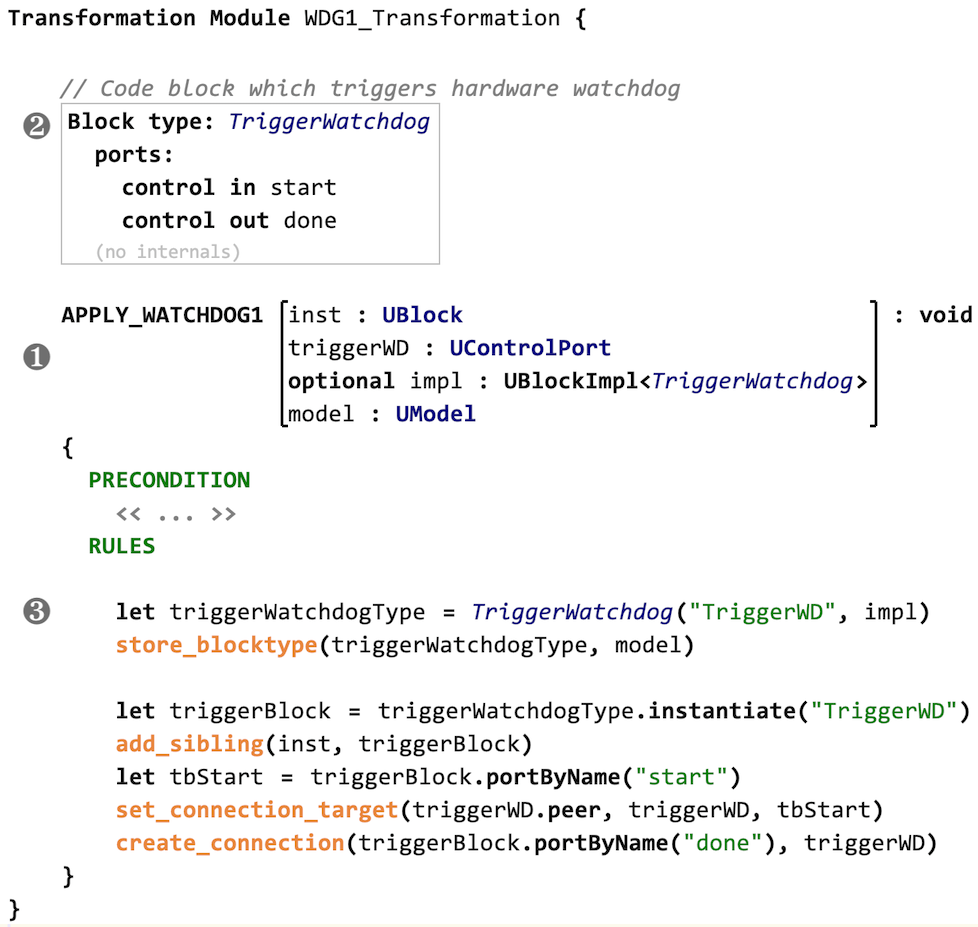 Transformation Module WDG1_Transformation {
// Code block which triggers hardware watchdog
❷ Block type: TriggerWatchdog
ports:
control in start
control out done
(no internals)
APPLY_WATCHDOG1 [inst : UBlock ] : void
❶ triggerWD : UControlPort
optional impl : UBlockImpl<TriggerWatchdog>
model : UModel
{
PRECONDITION
<< ... >>
RULES
❸ let triggerWatchdogType = TriggerWatchdog("TriggerWD", impl)
store_blocktype(triggerWatchdogType, model)
let triggerBlock = triggerWatchdogType.instantiate("TriggerWD")
add_sibling(inst, triggerBlock)
let tbStart = triggerBlock.portByName("start")
set_connection_target(triggerWD.peer, triggerWD, tbStart)
create_connection(triggerBlock.portByName("done"), triggerWD)
}
}